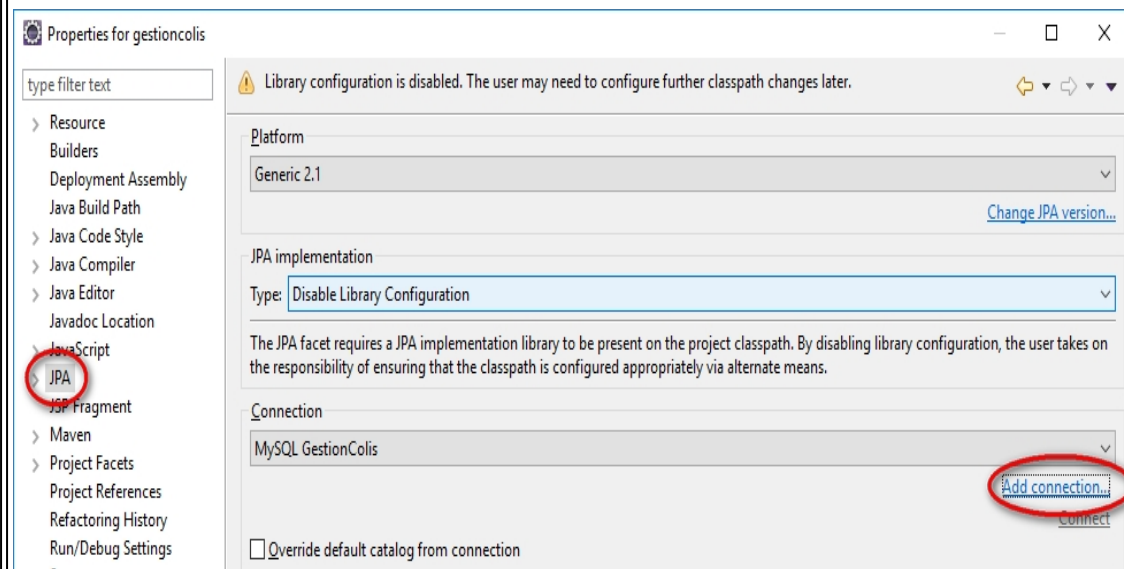 Properties for gestioncolis
type filter text
Library configuration is disabled. The user may need to configure further classpath changes later.
Resource
Builders
Deployment Assembly
Java Build Path
Java Code Style
Java Compiler
Java Editor
Javadoc Location
JavaScript
JPA
JSP Fragment
Maven
Project Facets
Project References
Refactoring History
Run/Debug Settings
Platform
Generic 2.1
Change JPA version...
JPA implementation
Type: Disable Library Configuration
The JPA facet requires a JPA implementation library to be present on the project classpath. By disabling library configuration, the user takes on
the responsibility of ensuring that the classpath is configured appropriately via alternate means.
Connection
MySQL GestionColis
Add connection...
Connect
Override default catalog from connection